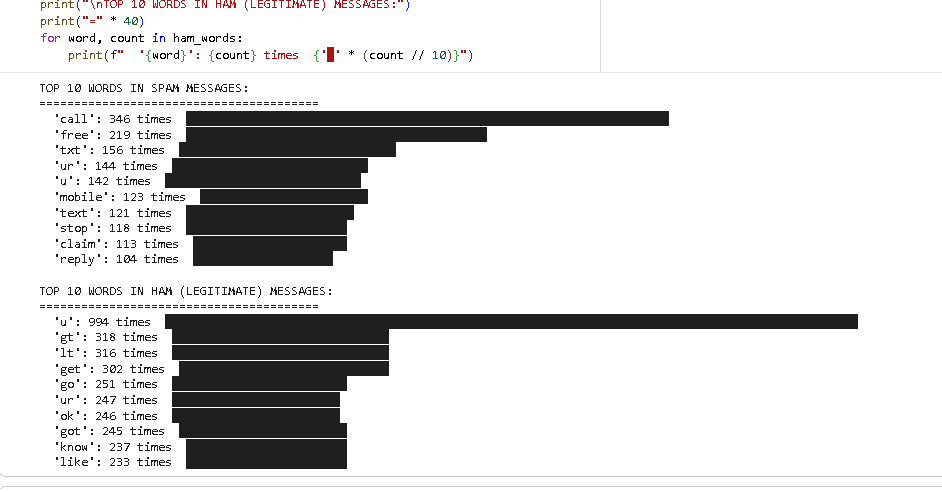 print("\nTOP 10 WORDS IN HAM (LEGITIMATE) MESSAGES:")
print("=" * 40)
for word, count in ham_words:
    print(f"  '{word}': {count} times  {'█' * (count // 10)}")
TOP 10 WORDS IN SPAM MESSAGES:
========================================
'call': 346 times
'free': 219 times
'txt': 156 times
'ur': 144 times
'u': 142 times
'mobile': 123 times
'text': 121 times
'stop': 118 times
'claim': 113 times
'reply': 104 times
TOP 10 WORDS IN HAM (LEGITIMATE) MESSAGES:
========================================
'u': 994 times
'gt': 318 times
'lt': 316 times
'get': 302 times
'go': 251 times
'ur': 247 times
'ok': 246 times
'got': 245 times
'know': 237 times
'like': 233 times